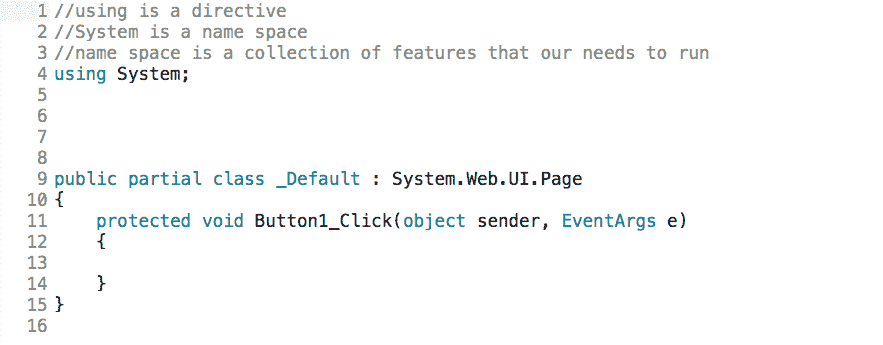 1 //using is a directive
2 //System is a name space
3 //name space is a collection of features that our needs to run
4 using System;
5
6
7
8
9 public partial class _Default : System.Web.UI.Page
10 {
11     protected void Button1_Click(object sender, EventArgs e)
12     {
13
14     }
15 }
16